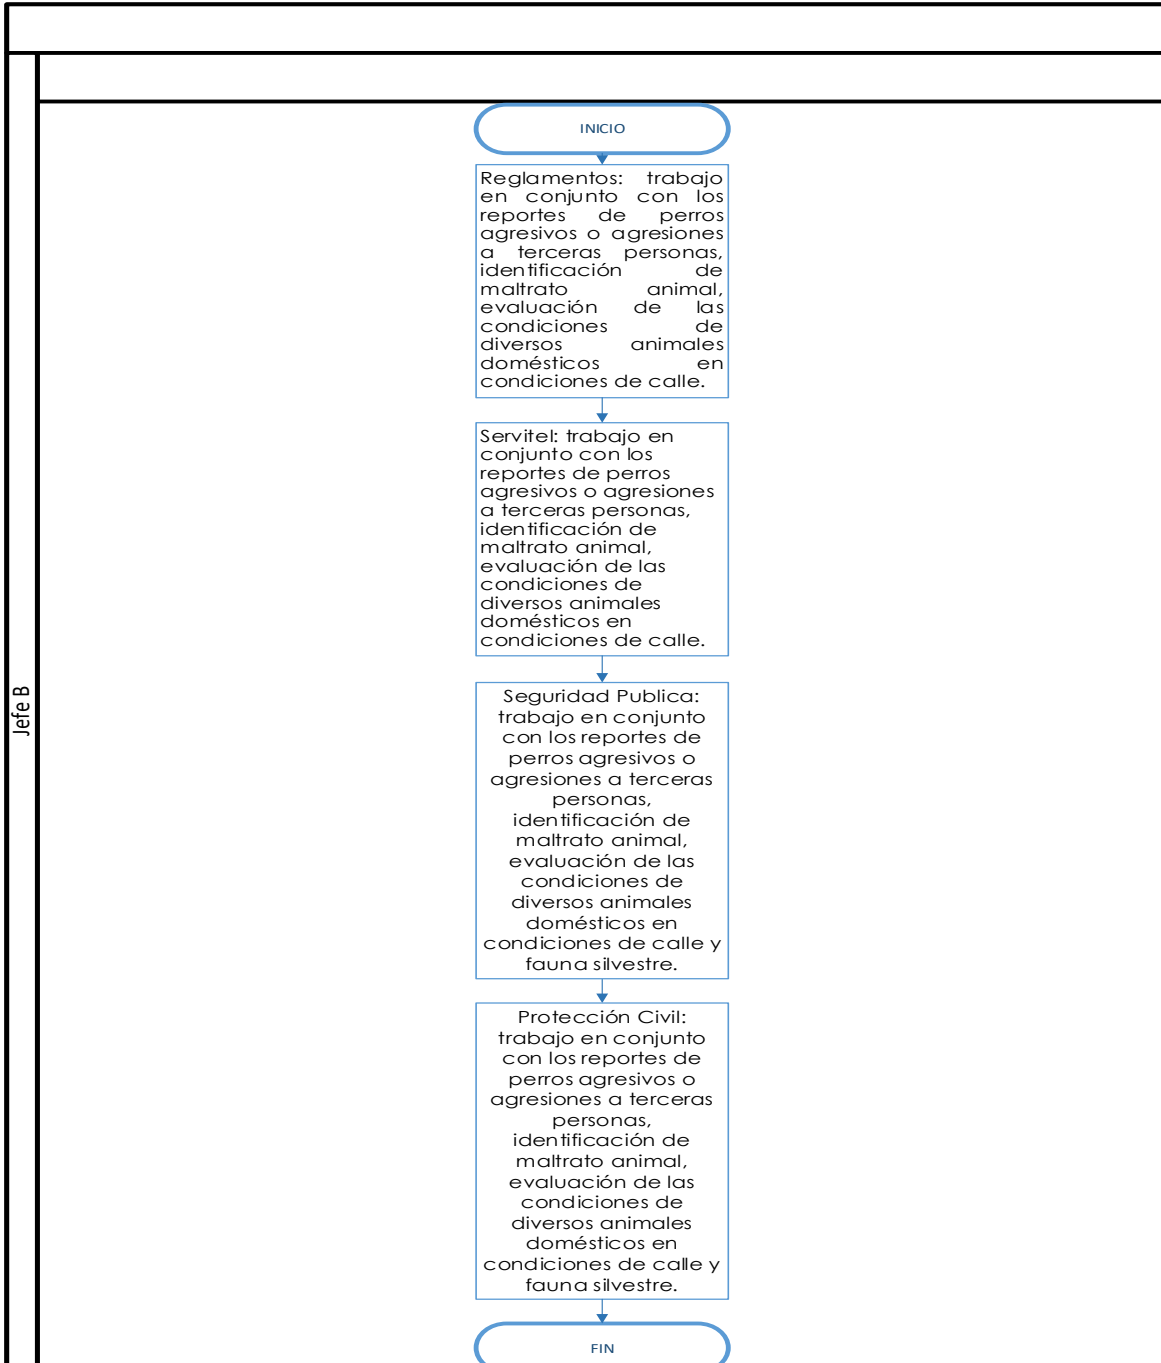 INICIO
Reglamentos: trabajo
en conjunto con los
reportes de perros
agresivos o agresiones
a terceras personas,
identificación de
maltrato animal,
evaluación de las
condiciones de
diversos animales
domésticos en
condiciones de calle.
Servitel: trabajo en
conjunto con los
reportes de perros
agresivos o agresiones
a terceras personas,
identificación de
maltrato animal,
evaluación de las
condiciones de
diversos animales
domésticos en
condiciones de calle.
Jefe B
Seguridad Publica:
trabajo en conjunto
con los reportes de
perros agresivos o
agresiones a terceras
personas,
identificación de
maltrato animal,
evaluación de las
condiciones de
diversos animales
domésticos en
condiciones de calle y
fauna silvestre.
Protección Civil:
trabajo en conjunto
con los reportes de
perros agresivos o
agresiones a terceras
personas,
identificación de
maltrato animal,
evaluación de las
condiciones de
diversos animales
domésticos en
condiciones de calle y
fauna silvestre.
FIN